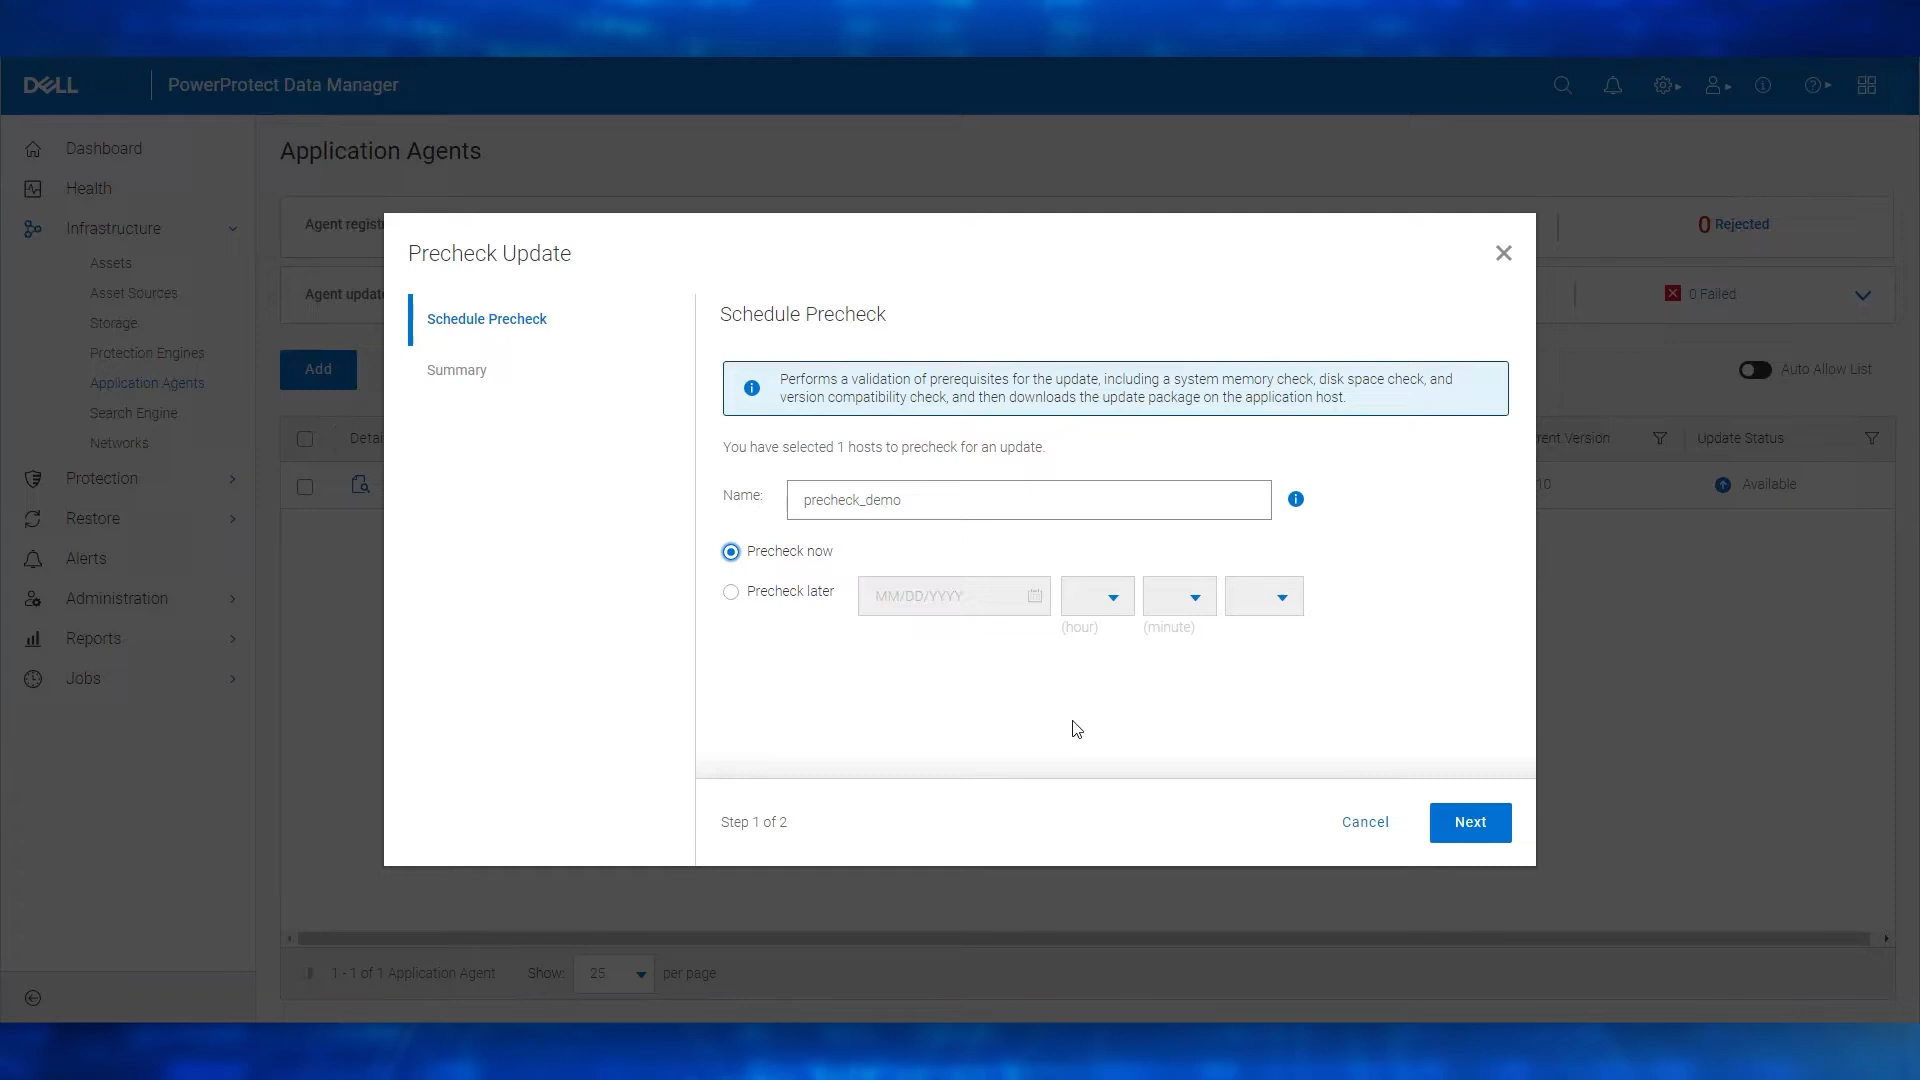 DELL
PowerProtect Data Manager
Dashboard
Health
Infrastructure
Assets
Asset Sources
Storage
Protection Engines
Application Agents
Search Engine
Networks
Protection
Restore
Alerts
Administration
Reports
Jobs
Application Agents
Agent regist
0 Rejected
Agent update
0 Failed
Add
Auto Allow List
Detai
rent Version
Update Status
10
Available
Precheck Update
Schedule Precheck
Summary
Schedule Precheck
Performs a validation of prerequisites for the update, including a system memory check, disk space check, and
version compatibility check, and then downloads the update package on the application host.
You have selected 1 hosts to precheck for an update.
Name:
precheck_demo
Precheck now
Precheck later
MM/DD/YYYY
(hour)
(minute)
Step 1 of 2
Cancel
Next
1 - 1 of 1 Application Agent
Show:
25
per page